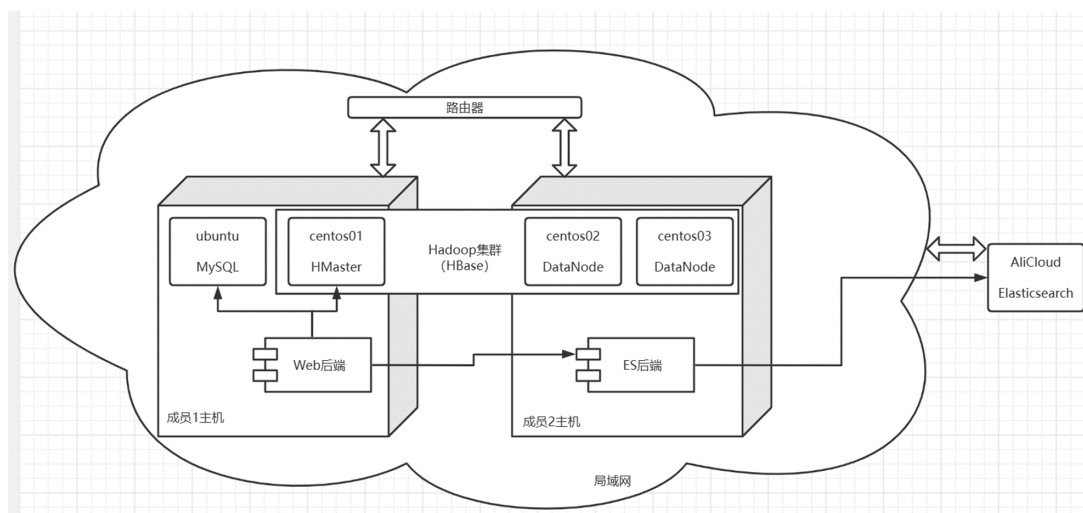 路由器
ubuntu
MySQL
centos01
HMaster
Hadoop集群
（HBase）
centos02
DataNode
centos03
DataNode
AliCloud
Elasticsearch
Web后端
ES后端
成员1主机
成员2主机
局域网